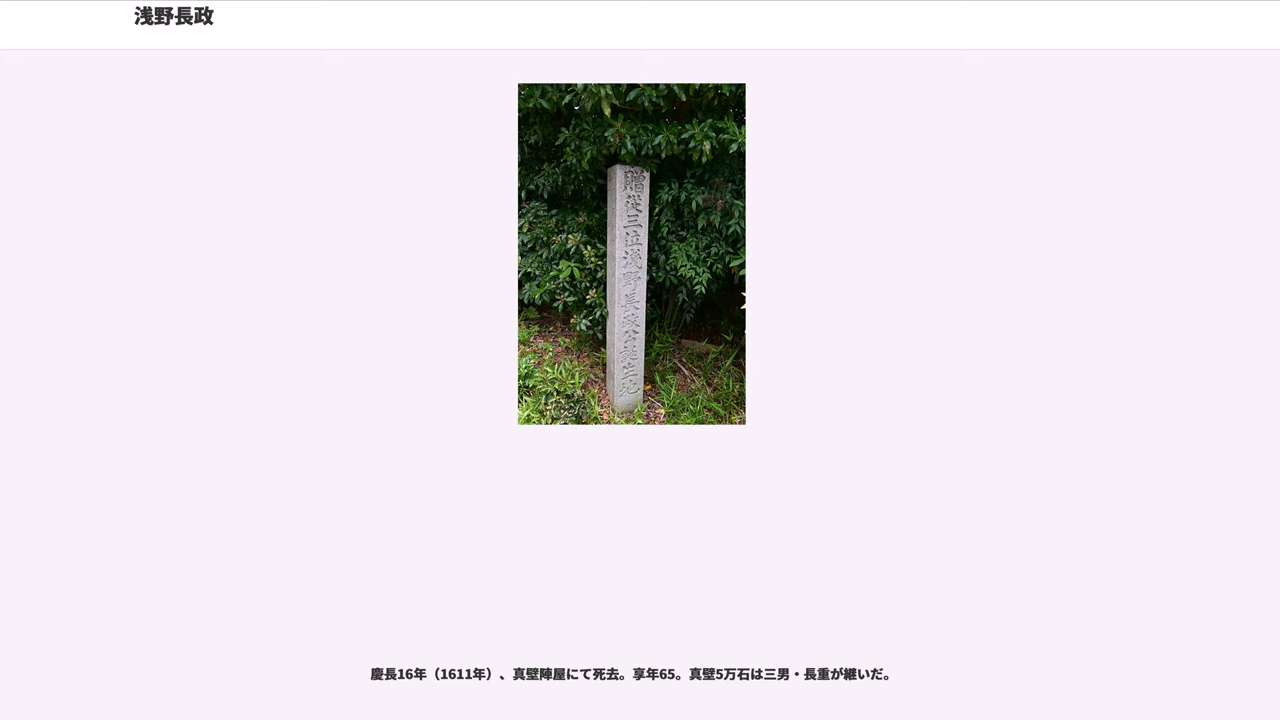 浅野長政
贈従三位浅野長政公誕生地
慶長16年（1611年）、真壁陣屋にて死去。享年65。真壁5万石は三男・長重が継いだ。